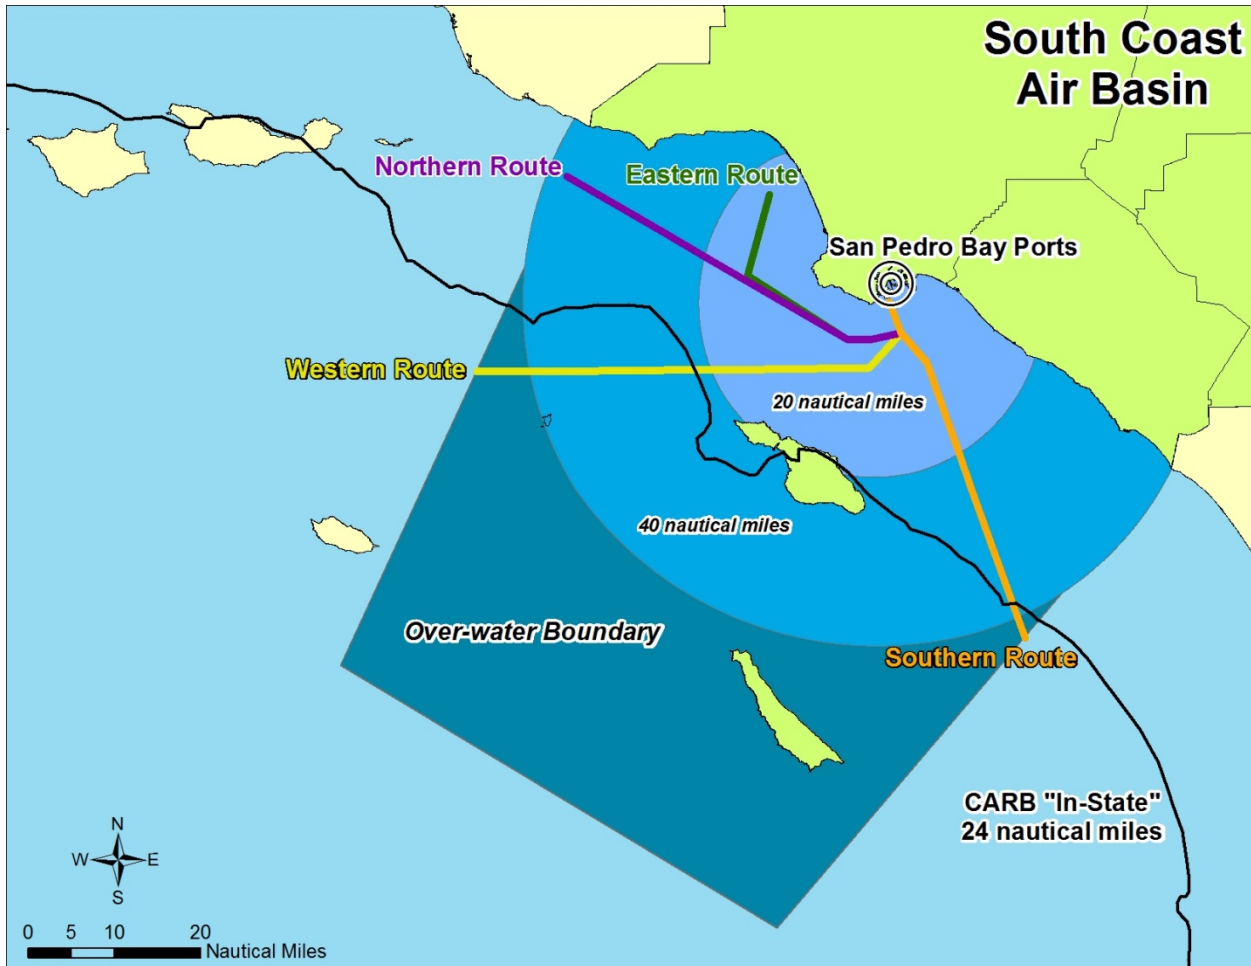 South Coast
Air Basin
Northern Route
Eastern Route
San Pedro Bay Ports
Western Route
20 nautical miles
40 nautical miles
Over-water Boundary
Southern Route
CARB "In-State"
24 nautical miles
N
W E
S
0 5 10 20
Nautical Miles